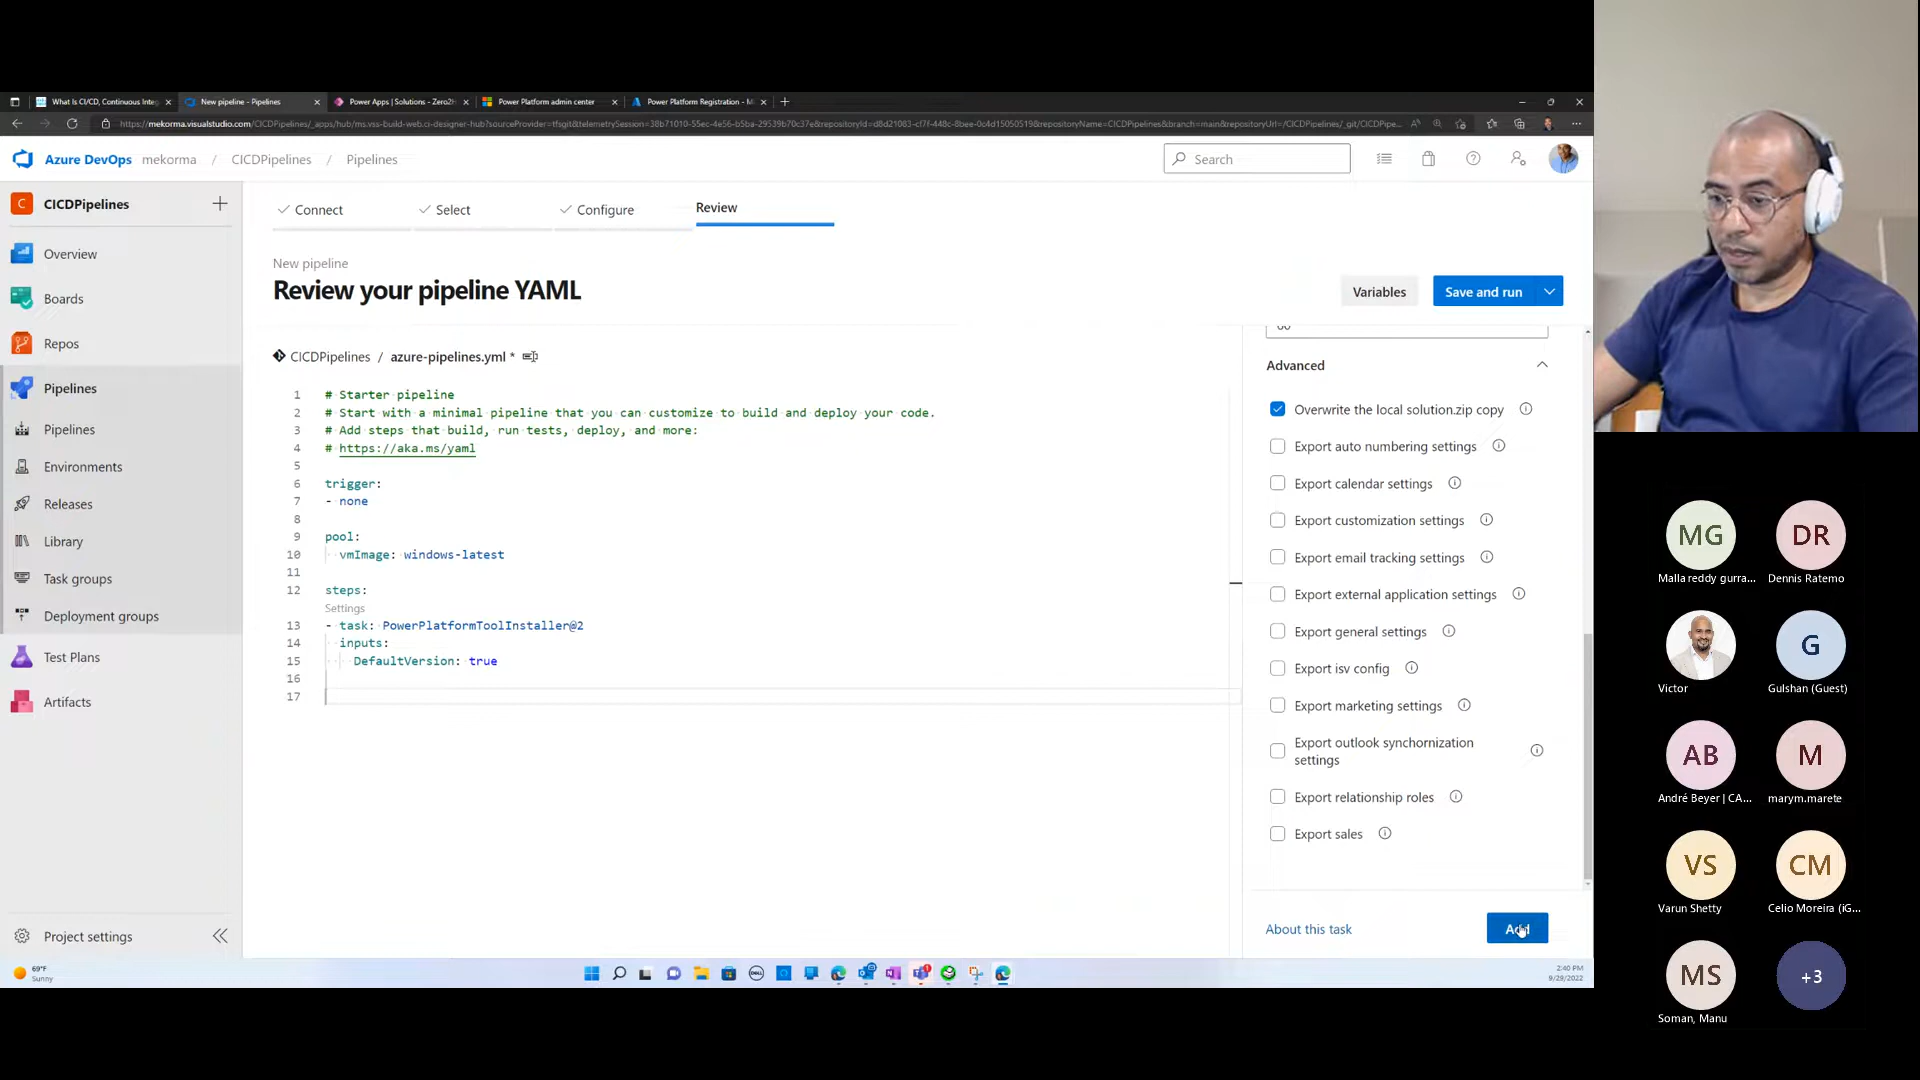 What Is CI/CD, Continuous Integ
New pipeline - Pipelines
Power Apps | Solutions - Zero2H
Power Platform admin center
Power Platform Registration - M
Azure DevOps
mekorma / CICDPipelines / Pipelines
Search
C
CICDPipelines
Overview
Boards
Repos
Pipelines
Pipelines
Environments
Releases
Library
Task groups
Deployment groups
Test Plans
Artifacts
Project settings
Connect
Select
Configure
Review
New pipeline
Review your pipeline YAML
Variables
Save and run
CICDPipelines / azure-pipelines.yml *
1 # Starter pipeline
2 # Start with a minimal pipeline that you can customize to build and deploy your code.
3 # Add steps that build, run tests, deploy, and more:
4 # https://aka.ms/yaml
5
6 trigger:
7 - none
8
9 pool:
10 vmImage: windows-latest
11
12 steps:
Settings
13 - task: PowerPlatformToolInstaller@2
14 inputs:
15 DefaultVersion: true
16
17
Advanced
Overwrite the local solution.zip copy
Export auto numbering settings
Export calendar settings
Export customization settings
Export email tracking settings
Export external application settings
Export general settings
Export isv config
Export marketing settings
Export outlook synchornization
settings
Export relationship roles
Export sales
About this task
Add
69°F
Sunny
2:40 PM
9/29/2022
MG
Malla reddy gurra...
DR
Dennis Ratemo
Victor
G
Gulshan (Guest)
AB
André Beyer | CA...
M
marym.marete
VS
Varun Shetty
CM
Celio Moreira (iG...
MS
Soman, Manu
+3